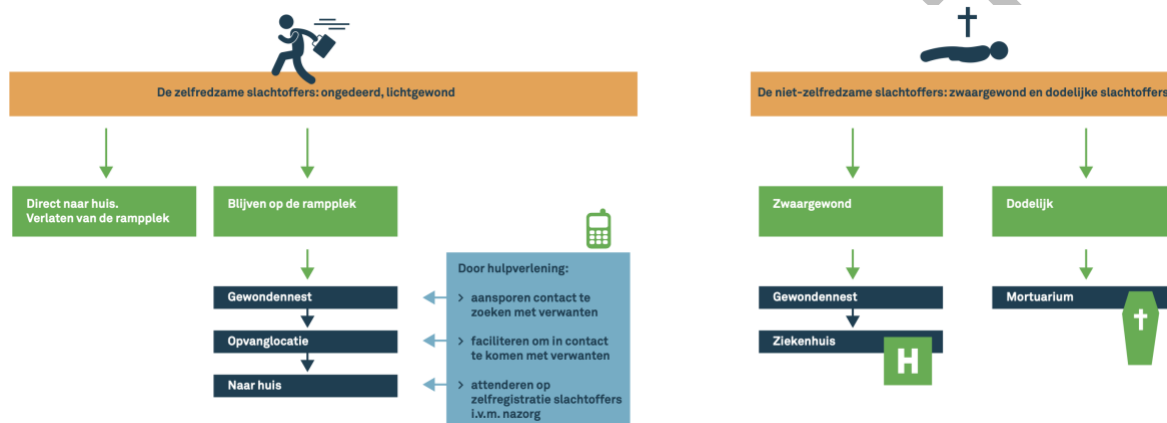 De zelfredzame slachtoffers: ongedeerd, lichtgewond
Direct naar huis.
Verlaten van de rampplek
Blijven op de rampplek
Gewondennest
Opvanglocatie
Naar huis
Door hulpverlening:
> aansporen contact te
zoeken met verwanten
> faciliteren om in contact
te komen met verwanten
> attenderen op
zelfregistratie slachtoffers
i.v.m. nazorg
De niet-zelfredzame slachtoffers: zwaargewond en dodelijke slachtoffers
Zwaargewond
Gewondennest
Ziekenhuis
H
Dodelijk
Mortuarium